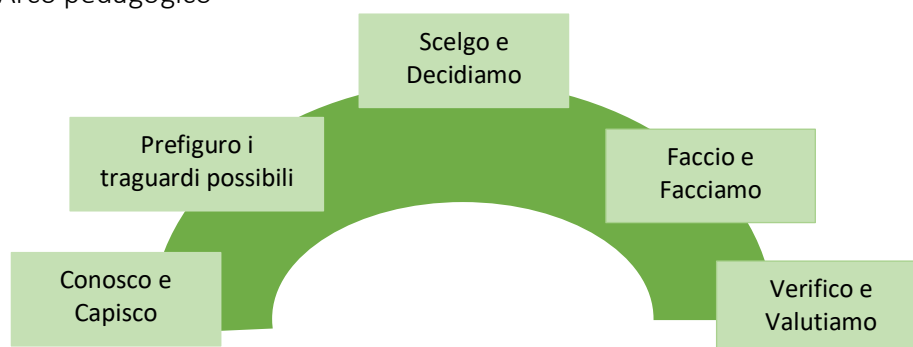 Arco pedagogico
Scelgo e
Decidiamo
Prefiguro i
traguardi possibili
Faccio e
Facciamo
Conosco e
Capisco
Verifico e
Valutiamo